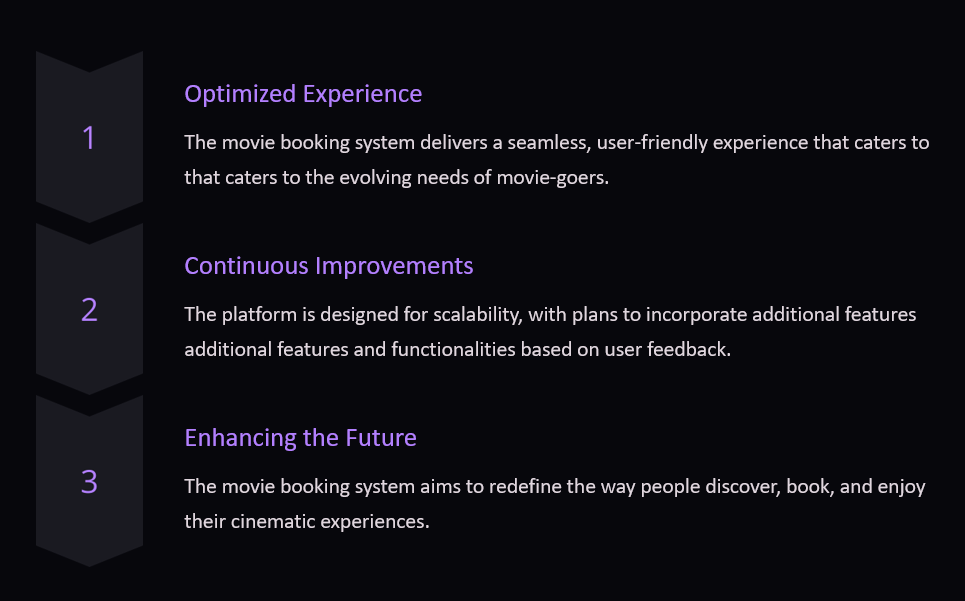 1
Optimized Experience
The movie booking system delivers a seamless, user-friendly experience that caters to
that caters to the evolving needs of movie-goers.
2
Continuous Improvements
The platform is designed for scalability, with plans to incorporate additional features
additional features and functionalities based on user feedback.
3
Enhancing the Future
The movie booking system aims to redefine the way people discover, book, and enjoy
their cinematic experiences.